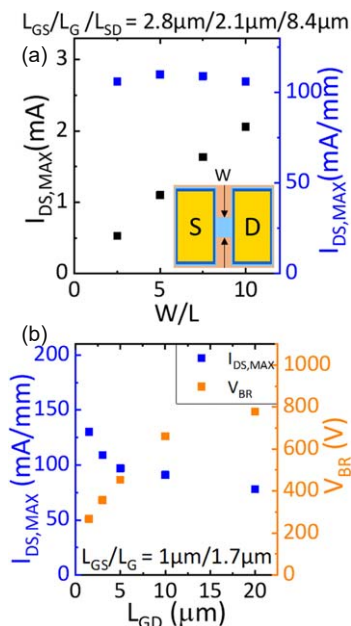 L_GS/L_G/L_SD = 2.8μm/2.1μm/8.4μm
(a)
I_DS,MAX(mA)
3
2
1
0
W
S
D
100
50
0
I_DS,MAX(mA/mm)
0
5
10
W/L
(b)
I_DS,MAX (mA/mm)
200
150
100
50
0
I_DS,MAX
V_BR
1000
800
600
400
200
0
V_BR (V)
L_GS/L_G = 1μm/1.7μm
0
5
10
15
20
L_GD(μm)